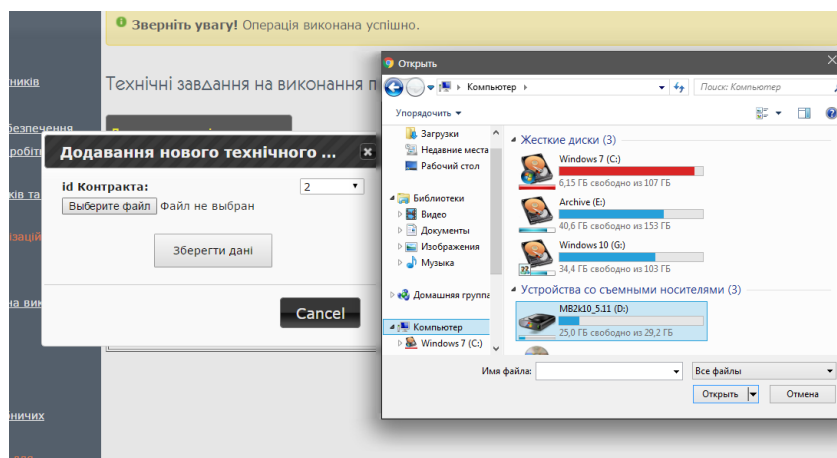 Зверніть увагу! Операція виконана успішно.
тників
безпечення
робіт
ків та
ізацій
на вик
оничих
Технічні завдання на виконання п
Додавання нового технічного ...
id Контракта:
2
Выберите файл Файл не выбран
Зберегти дані
Cancel
Открыть
Компьютер
Поиск: Компьютер
Упорядочить
Загрузки
Недавние места
Рабочий стол
Библиотеки
Видео
Документы
Изображения
Музыка
Домашняя группа
Компьютер
Windows 7 (C:)
Жесткие диски (3)
Windows 7 (C:)
6,15 ГБ свободно из 107 ГБ
Archive (E:)
40,6 ГБ свободно из 153 ГБ
Windows 10 (G:)
34,4 ГБ свободно из 103 ГБ
Устройства со съемными носителями (3)
MB2k10_5.11 (D:)
25,0 ГБ свободно из 29,2 ГБ
Имя файла:
Все файлы
Открыть
Отмена